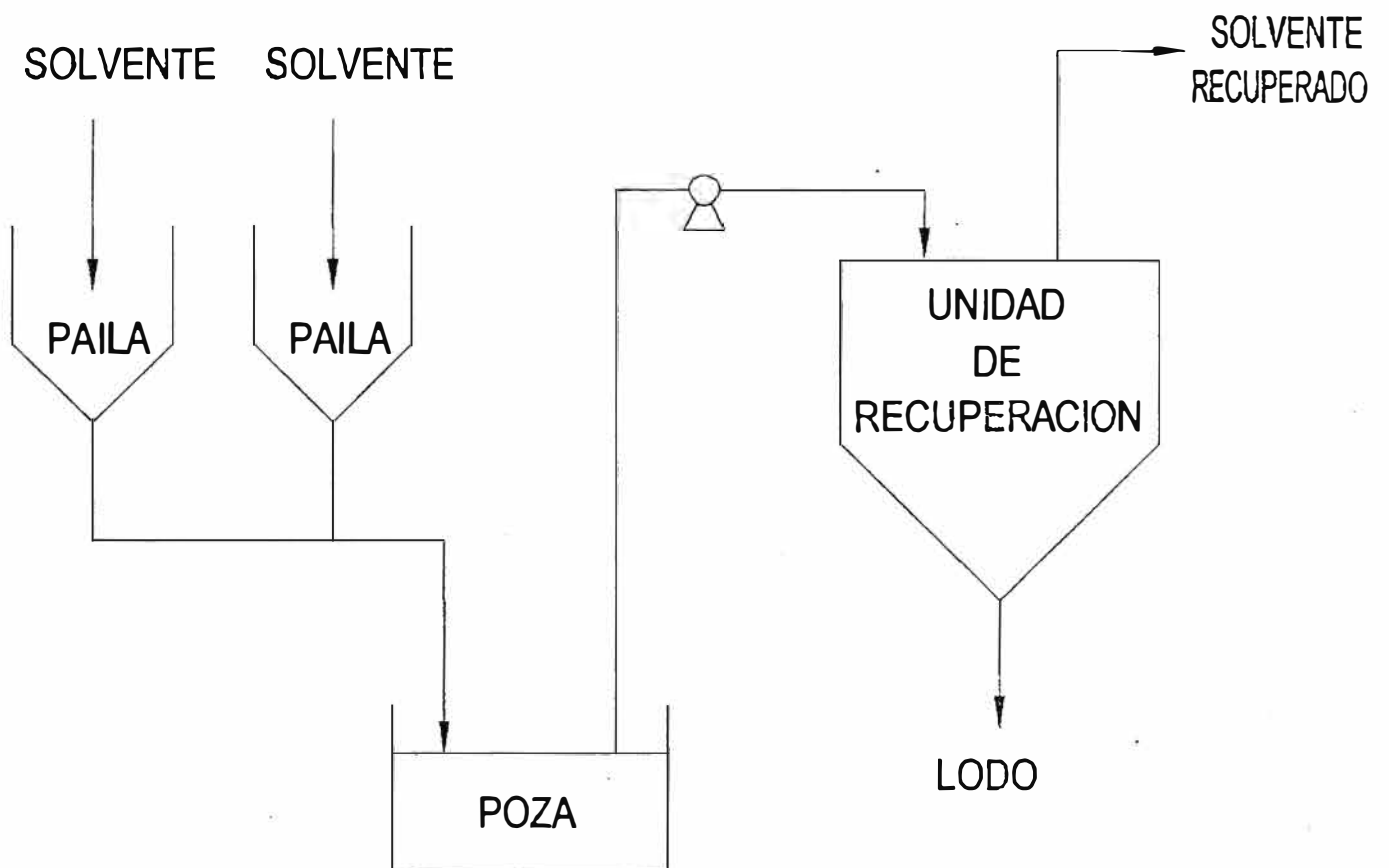 SOLVENTE
SOLVENTE
SOLVENTE
RECUPERADO
PAILA
PAILA
UNIDAD
DE
RECUPERACION
LODO
POZA